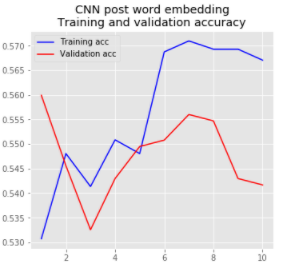 CNN post word embedding
Training and validation accuracy
Training acc
Validation acc
0.570
0.565
0.560
0.555
0.550
0.545
0.540
0.535
0.530
2 4 6 8 10